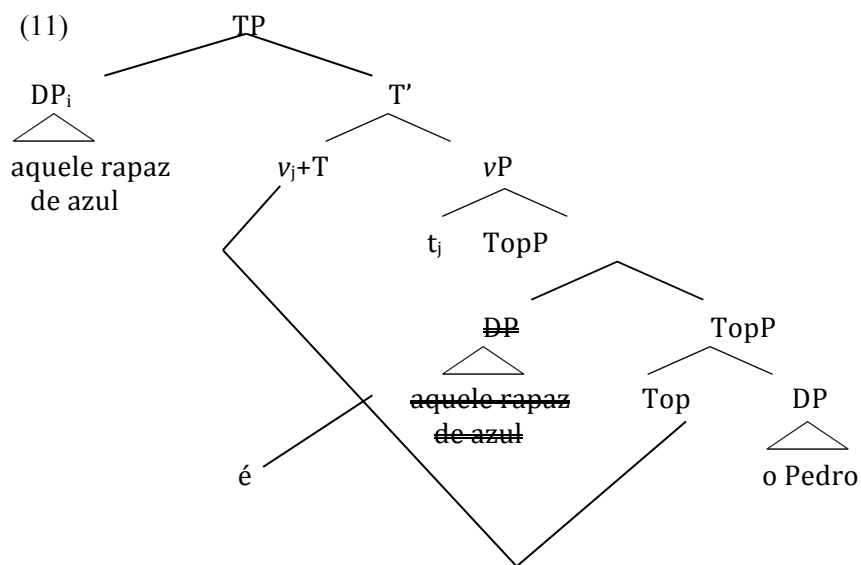 (11) TP
DPi T’
aquele rapaz vj+T vP
de azul
tj TopP
DP TopP
aquele rapaz Top DP
de azul
é o Pedro